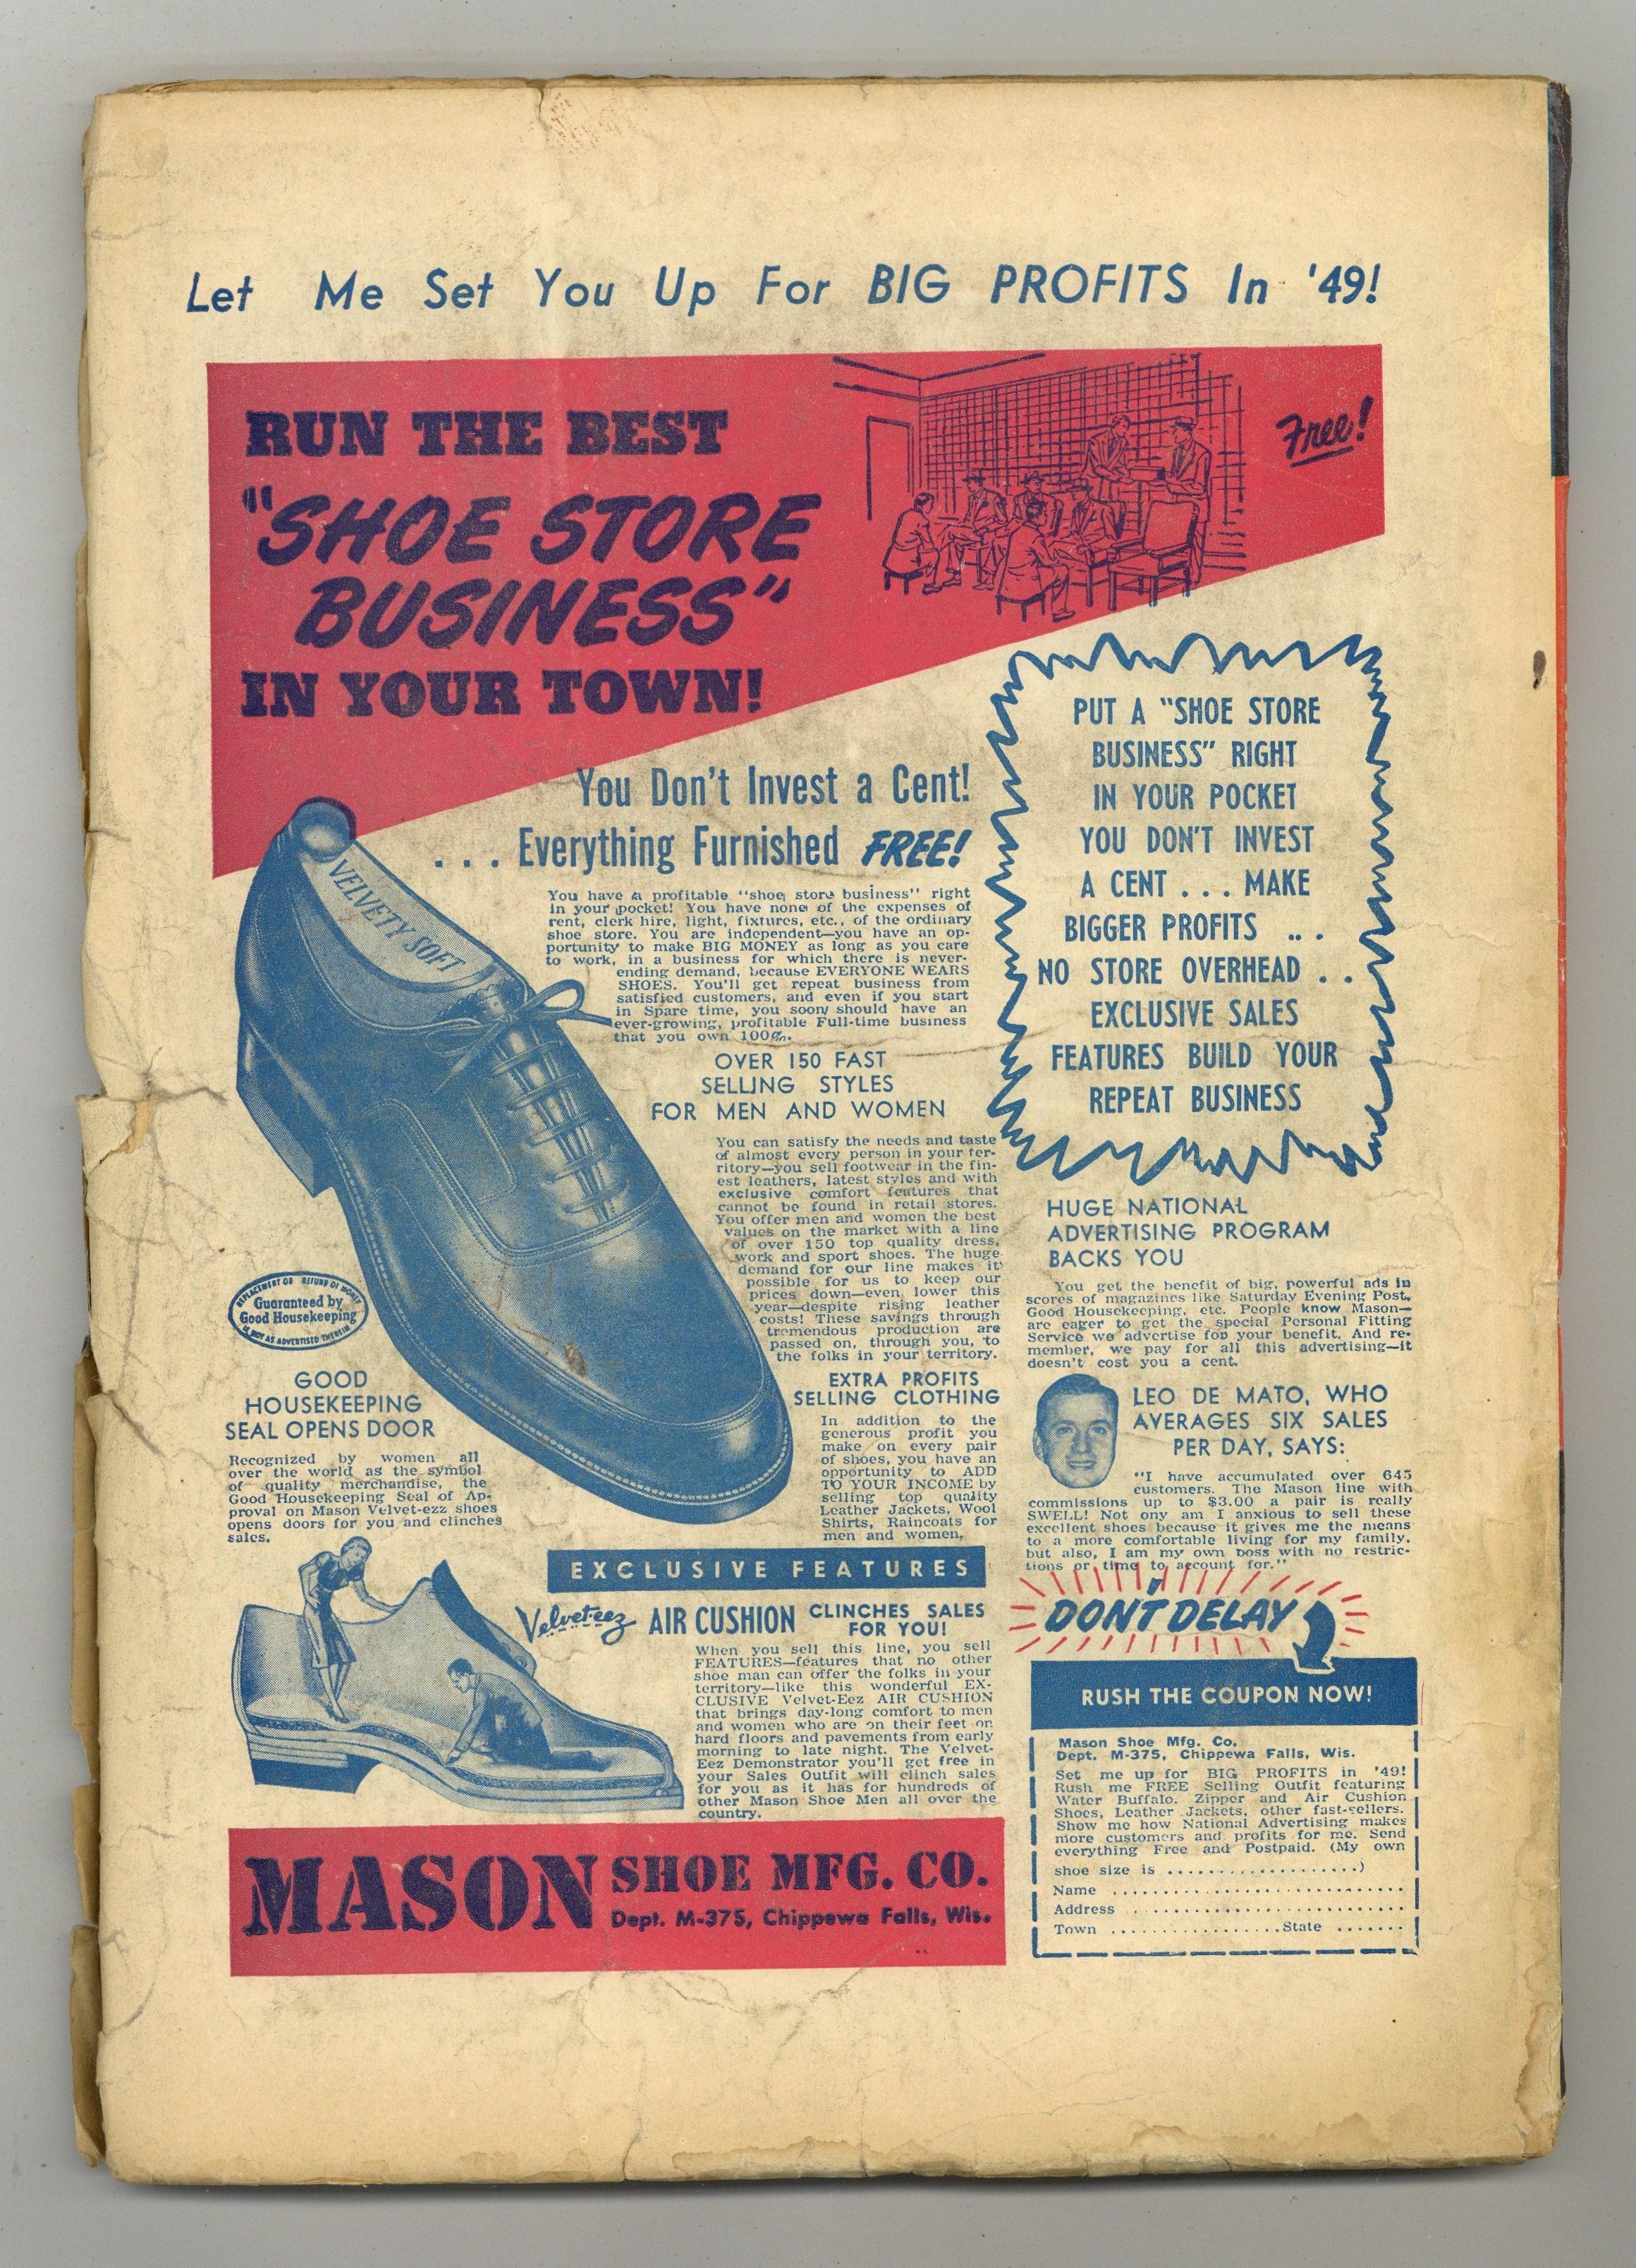 Let Me Set You Up For BIG PROFITS In '49!
RUN THE BEST
"SHOE STORE
BUSINESS"
IN YOUR TOWN!
Free!
You Don't Invest a Cent!
. . . Everything Furnished FREE!
VELVETY SOFT
You have a profitable "shoe store business" right
in your pocket! You have none of the expenses of
rent, clerk hire, light, fixtures, etc., of the ordinary
shoe store. You are independent—you have an op-
portunity to make BIG MONEY as long as you care
to work, in a business for which there is never-
ending demand, because EVERYONE WEARS
SHOES. You'll get repeat business from
satisfied customers, and even if you start
in Spare time, you soon should have an
ever-growing, profitable Full-time business
that you own 100%.
OVER 150 FAST
SELLING STYLES
FOR MEN AND WOMEN
You can satisfy the needs and taste
of almost every person in your ter-
ritory—you sell footwear in the fin-
est leathers, latest styles and with
exclusive comfort features that
cannot be found in retail stores.
You offer men and women the best
values on the market with a line
of over 150 top quality dress,
work and sport shoes. The huge
demand for our line makes it
possible for us to keep our
prices down—even lower this
year—despite rising leather
costs! These savings through
tremendous production are
passed on, through you, to
the folks in your territory.
EXTRA PROFITS
SELLING CLOTHING
In addition to the
generous profit you
make on every pair
of shoes, you have an
opportunity to ADD
TO YOUR INCOME by
selling top quality
Leather Jackets, Wool
Shirts, Raincoats for
men and women.
REPLACEMENT OR REFUND OF MONEY
Guaranteed by
Good Housekeeping
IF NOT AS ADVERTISED THEREIN
GOOD
HOUSEKEEPING
SEAL OPENS DOOR
Recognized by women all
over the world as the symbol
of quality merchandise, the
Good Housekeeping Seal of Ap-
proval on Mason Velvet-ezz shoes
opens doors for you and clinches
sales.
EXCLUSIVE FEATURES
Velvet-eez AIR CUSHION CLINCHES SALES
FOR YOU!
When you sell this line, you sell
FEATURES—features that no other
shoe man can offer the folks in your
territory—like this wonderful EX-
CLUSIVE Velvet-Eez AIR CUSHION
that brings day-long comfort to men
and women who are on their feet on
hard floors and pavements from early
morning to late night. The Velvet-
Eez Demonstrator you'll get free in
your Sales Outfit will clinch sales
for you as it has for hundreds of
other Mason Shoe Men all over the
country.
MASON SHOE MFG. CO.
Dept. M-375, Chippewa Falls, Wis.
PUT A "SHOE STORE
BUSINESS" RIGHT
IN YOUR POCKET
YOU DON'T INVEST
A CENT . . . MAKE
BIGGER PROFITS . . .
NO STORE OVERHEAD . .
EXCLUSIVE SALES
FEATURES BUILD YOUR
REPEAT BUSINESS
HUGE NATIONAL
ADVERTISING PROGRAM
BACKS YOU
You get the benefit of big, powerful ads in
scores of magazines like Saturday Evening Post,
Good Housekeeping, etc. People know Mason—
are eager to get the special Personal Fitting
Service we advertise for your benefit. And re-
member, we pay for all this advertising—it
doesn't cost you a cent.
LEO DE MATO, WHO
AVERAGES SIX SALES
PER DAY, SAYS:
"I have accumulated over 645
customers. The Mason line with
commissions up to $3.00 a pair is really
SWELL! Not ony am I anxious to sell these
excellent shoes because it gives me the means
to a more comfortable living for my family,
but also, I am my own boss with no restric-
tions or time to account for."
DON'T DELAY
RUSH THE COUPON NOW!
Mason Shoe Mfg. Co.
Dept. M-375, Chippewa Falls, Wis.
Set me up for BIG PROFITS in '49!
Rush me FREE Selling Outfit featuring
Water Buffalo, Zipper and Air Cushion
Shoes, Leather Jackets, other fast-sellers.
Show me how National Advertising makes
more customers and profits for me. Send
everything Free and Postpaid. (My own
shoe size is ...................)
Name ..............................
Address ............................
Town .................State .......